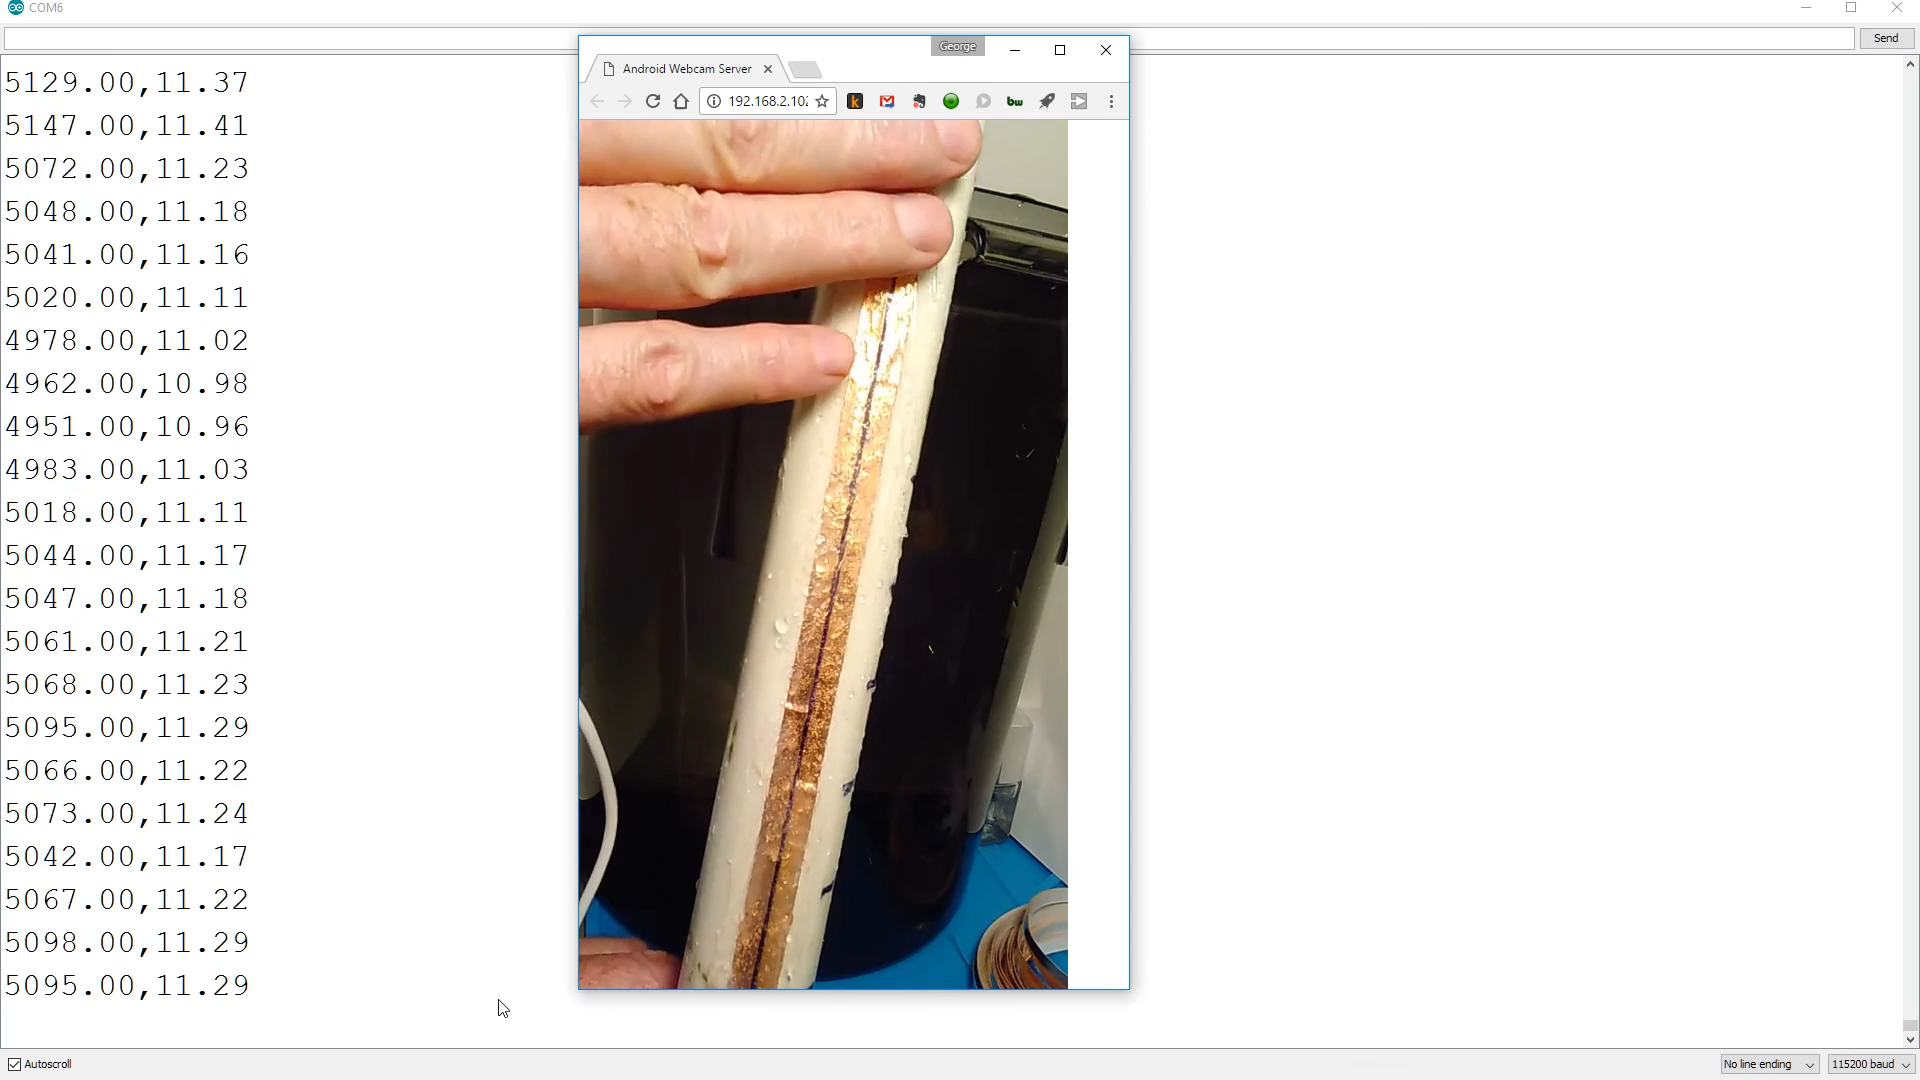 COM6
Send
George
Android Webcam Server
192.168.2.102
bw
5129.00,11.37
5147.00,11.41
5072.00,11.23
5048.00,11.18
5041.00,11.16
5020.00,11.11
4978.00,11.02
4962.00,10.98
4951.00,10.96
4983.00,11.03
5018.00,11.11
5044.00,11.17
5047.00,11.18
5061.00,11.21
5068.00,11.23
5095.00,11.29
5066.00,11.22
5073.00,11.24
5042.00,11.17
5067.00,11.22
5098.00,11.29
5095.00,11.29
Autoscroll
No line ending
115200 baud